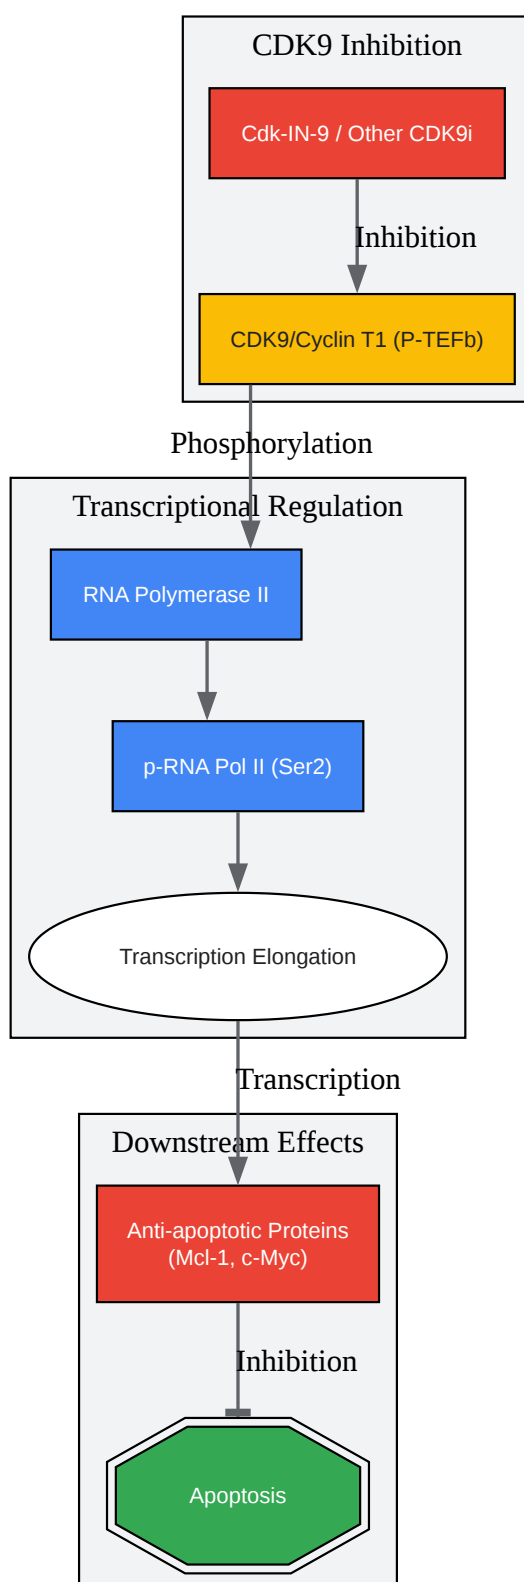 CDK9 Inhibition
Cdk-IN-9 / Other CDK9i
Inhibition
CDK9/Cyclin T1 (P-TEFb)
Phosphorylation
Transcriptional Regulation
RNA Polymerase II
p-RNA Pol II (Ser2)
Transcription Elongation
Transcription
Downstream Effects
Anti-apoptotic Proteins
(Mcl-1, c-Myc)
Inhibition
Apoptosis